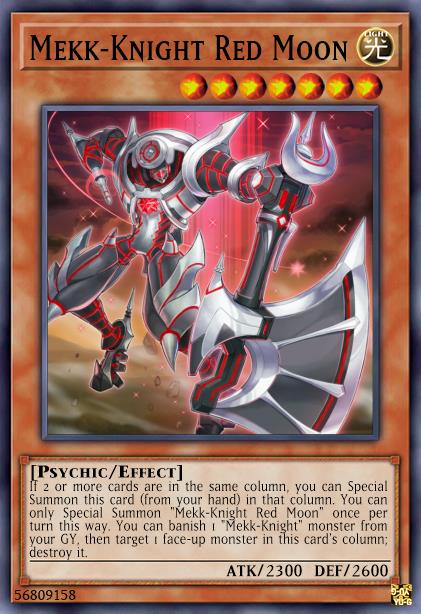 Mekk-Knight Red Moon
LIGHT
光
[Psychic/Effect]
If 2 or more cards are in the same column, you can Special
Summon this card (from your hand) in that column. You can
only Special Summon "Mekk-Knight Red Moon" once per
turn this way. You can banish 1 "Mekk-Knight" monster from
your GY, then target 1 face-up monster in this card's column;
destroy it.
ATK/2300 DEF/2600
56809158